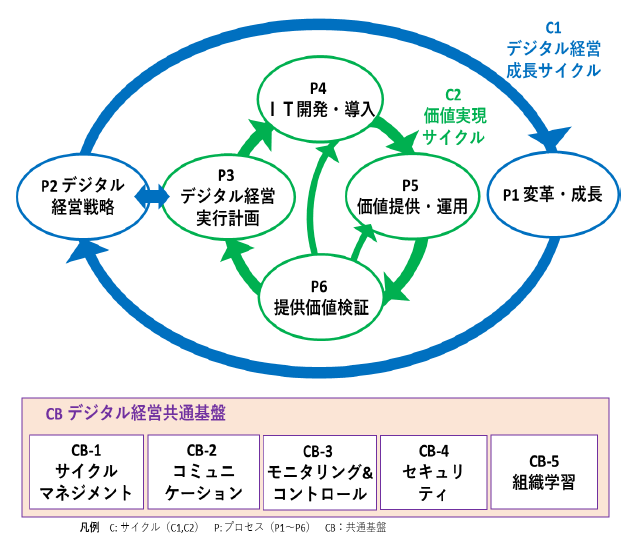 C1
デジタル経営
成長サイクル
P4
ＩＴ開発・導入
C2
価値実現
サイクル
P2 デジタル
経営戦略
P3
デジタル経営
実行計画
P5
価値提供・運用
P1 変革・成長
P6
提供価値検証
CB デジタル経営共通基盤
CB-1
サイクル
マネジメント
CB-2
コミュニ
ケーション
CB-3
モニタリング&
コントロール
CB-4
セキュリ
ティ
CB-5
組織学習
凡例 C: サイクル（C1,C2） P: プロセス（P1～P6） CB：共通基盤